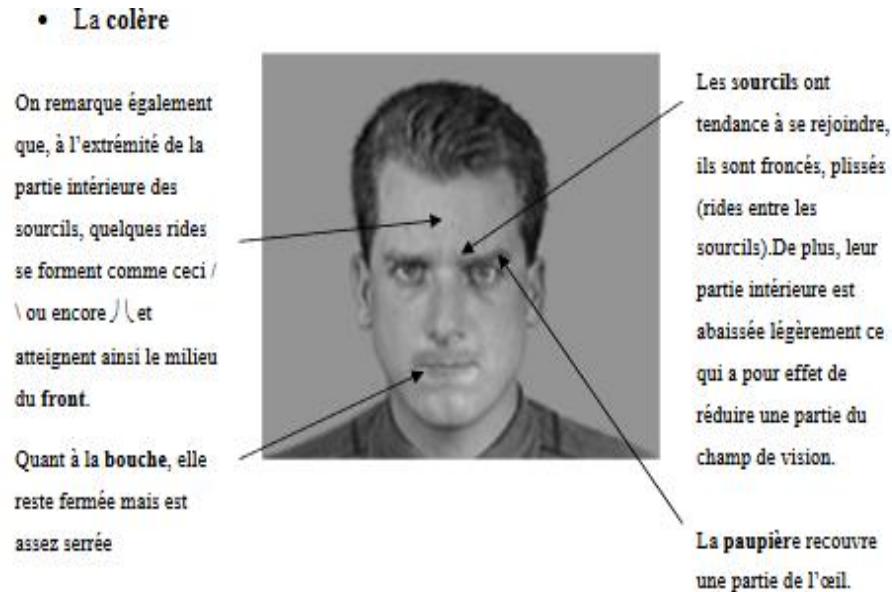 • La colère
On remarque également
que, à l'extrémité de la
partie intérieure des
sourcils, quelques rides
se forment comme ceci /
\ ou encore 丿\ et
atteignent ainsi le milieu
du front.
Quant à la bouche, elle
reste fermée mais est
assez serrée
Les sourcils ont
tendance à se rejoindre,
ils sont froncés, plissés
(rides entre les
sourcils).De plus, leur
partie intérieure est
abaissée légèrement ce
qui a pour effet de
réduire une partie du
champ de vision.
La paupière recouvre
une partie de l'œil.